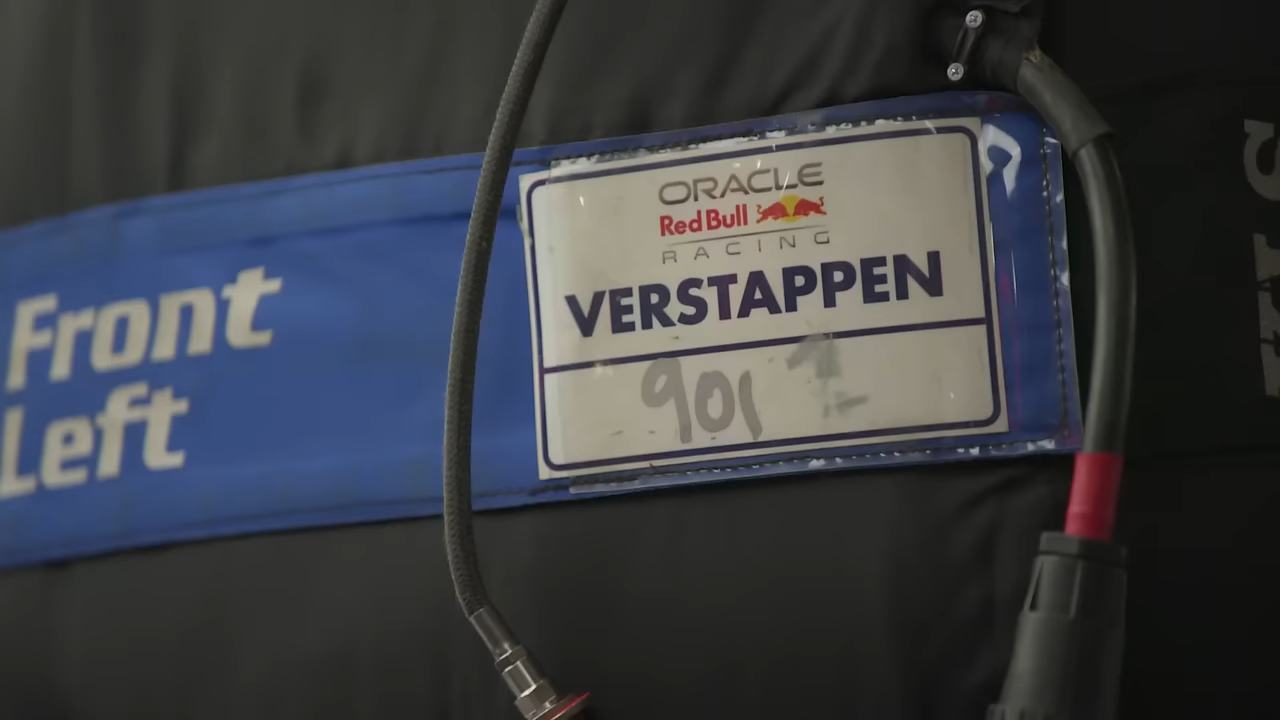 Front
Left
ORACLE
Red Bull
RACING
VERSTAPPEN
901